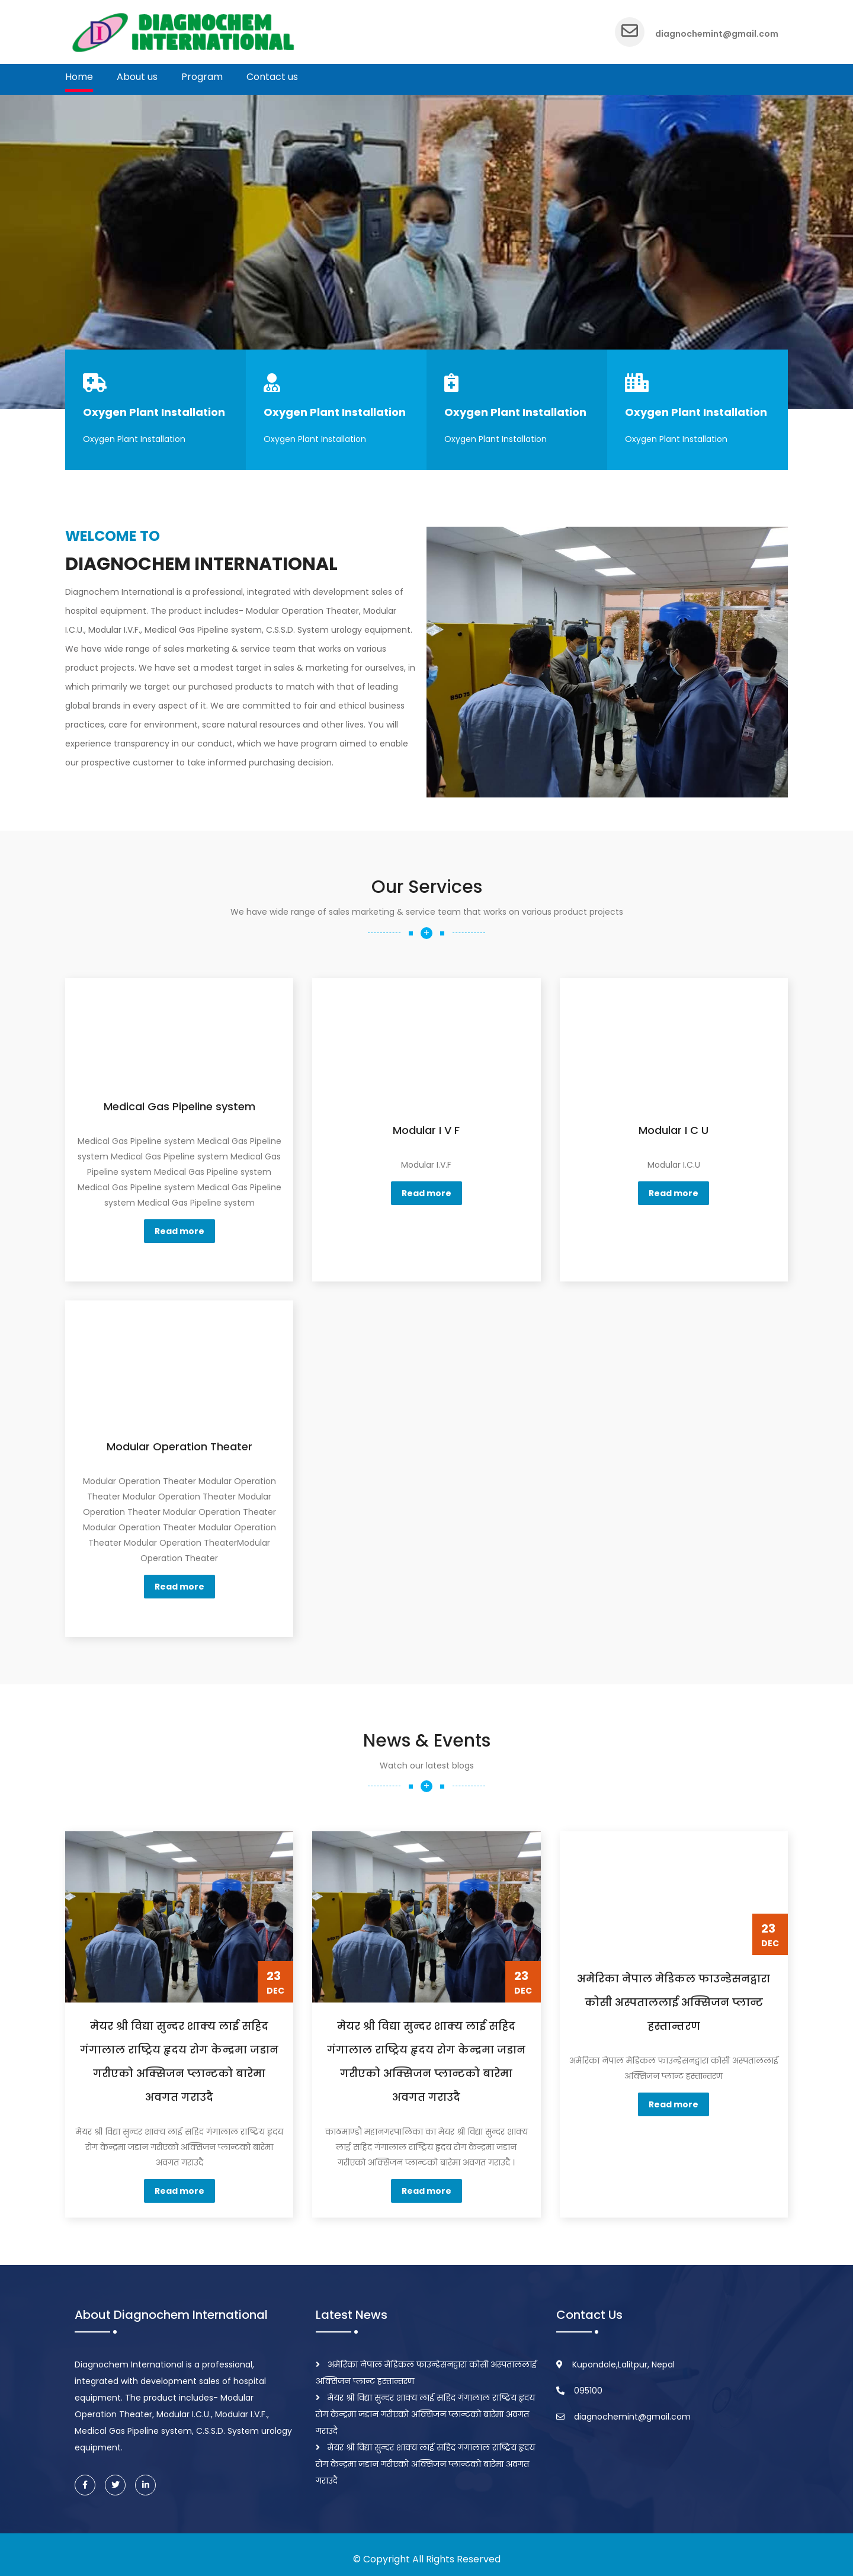 DIAGNOCHEM
INTERNATIONAL
diagnochemint@gmail.com
Home About us Program Contact us
Oxygen Plant Installation
Oxygen Plant Installation
Oxygen Plant Installation
Oxygen Plant Installation
Oxygen Plant Installation
Oxygen Plant Installation
Oxygen Plant Installation
Oxygen Plant Installation
WELCOME TO
DIAGNOCHEM INTERNATIONAL
Diagnochem International is a professional, integrated with development sales of
hospital equipment. The product includes- Modular Operation Theater, Modular
I.C.U., Modular I.V.F., Medical Gas Pipeline system, C.S.S.D. System urology equipment.
We have wide range of sales marketing & service team that works on various
product projects. We have set a modest target in sales & marketing for ourselves, in
which primarily we target our purchased products to match with that of leading
global brands in every aspect of it. We are committed to fair and ethical business
practices, care for environment, scare natural resources and other lives. You will
experience transparency in our conduct, which we have program aimed to enable
our prospective customer to take informed purchasing decision.
BSD 72
Our Services
We have wide range of sales marketing & service team that works on various product projects
Medical Gas Pipeline system
Medical Gas Pipeline system Medical Gas Pipeline
system Medical Gas Pipeline system Medical Gas
Pipeline system Medical Gas Pipeline system
Medical Gas Pipeline system Medical Gas Pipeline
system Medical Gas Pipeline system
Read more
Modular I V F
Modular I.V.F
Read more
Modular I C U
Modular I.C.U
Read more
Modular Operation Theater
Modular Operation Theater Modular Operation
Theater Modular Operation Theater Modular
Operation Theater Modular Operation Theater
Modular Operation Theater Modular Operation
Theater Modular Operation TheaterModular
Operation Theater
Read more
News & Events
Watch our latest blogs
23
DEC
मेयर श्री विद्या सुन्दर शाक्य लाई सहिद
गंगालाल राष्ट्रिय हृदय रोग केन्द्रमा जडान
गरीएको अक्सिजन प्लान्टको बारेमा
अवगत गराउदै
मेयर श्री विद्या सुन्दर शाक्य लाई सहिद गंगालाल राष्ट्रिय हृदय
रोग केन्द्रमा जडान गरीएको अक्सिजन प्लान्टको बारेमा
अवगत गराउदै
Read more
23
DEC
मेयर श्री विद्या सुन्दर शाक्य लाई सहिद
गंगालाल राष्ट्रिय हृदय रोग केन्द्रमा जडान
गरीएको अक्सिजन प्लान्टको बारेमा
अवगत गराउदै
काठमाण्डौ महानगरपालिका का मेयर श्री विद्या सुन्दर शाक्य
लाई सहिद गंगालाल राष्ट्रिय हृदय रोग केन्द्रमा जडान
गरीएको अक्सिजन प्लान्टको बारेमा अवगत गराउदै ।
Read more
23
DEC
अमेरिका नेपाल मेडिकल फाउन्डेसनद्वारा
कोसी अस्पताललाई अक्सिजन प्लान्ट
हस्तान्तरण
अमेरिका नेपाल मेडिकल फाउन्डेसनद्वारा कोसी अस्पताललाई
अक्सिजन प्लान्ट हस्तान्तरण
Read more
About Diagnochem International
Diagnochem International is a professional,
integrated with development sales of hospital
equipment. The product includes- Modular
Operation Theater, Modular I.C.U., Modular I.V.F.,
Medical Gas Pipeline system, C.S.S.D. System urology
equipment.
Latest News
अमेरिका नेपाल मेडिकल फाउन्डेसनद्वारा कोसी अस्पताललाई
अक्सिजन प्लान्ट हस्तान्तरण
मेयर श्री विद्या सुन्दर शाक्य लाई सहिद गंगालाल राष्ट्रिय हृदय
रोग केन्द्रमा जडान गरीएको अक्सिजन प्लान्टको बारेमा अवगत
गराउदै
मेयर श्री विद्या सुन्दर शाक्य लाई सहिद गंगालाल राष्ट्रिय हृदय
रोग केन्द्रमा जडान गरीएको अक्सिजन प्लान्टको बारेमा अवगत
गराउदै
Contact Us
Kupondole,Lalitpur, Nepal
095100
diagnochemint@gmail.com
© Copyright All Rights Reserved